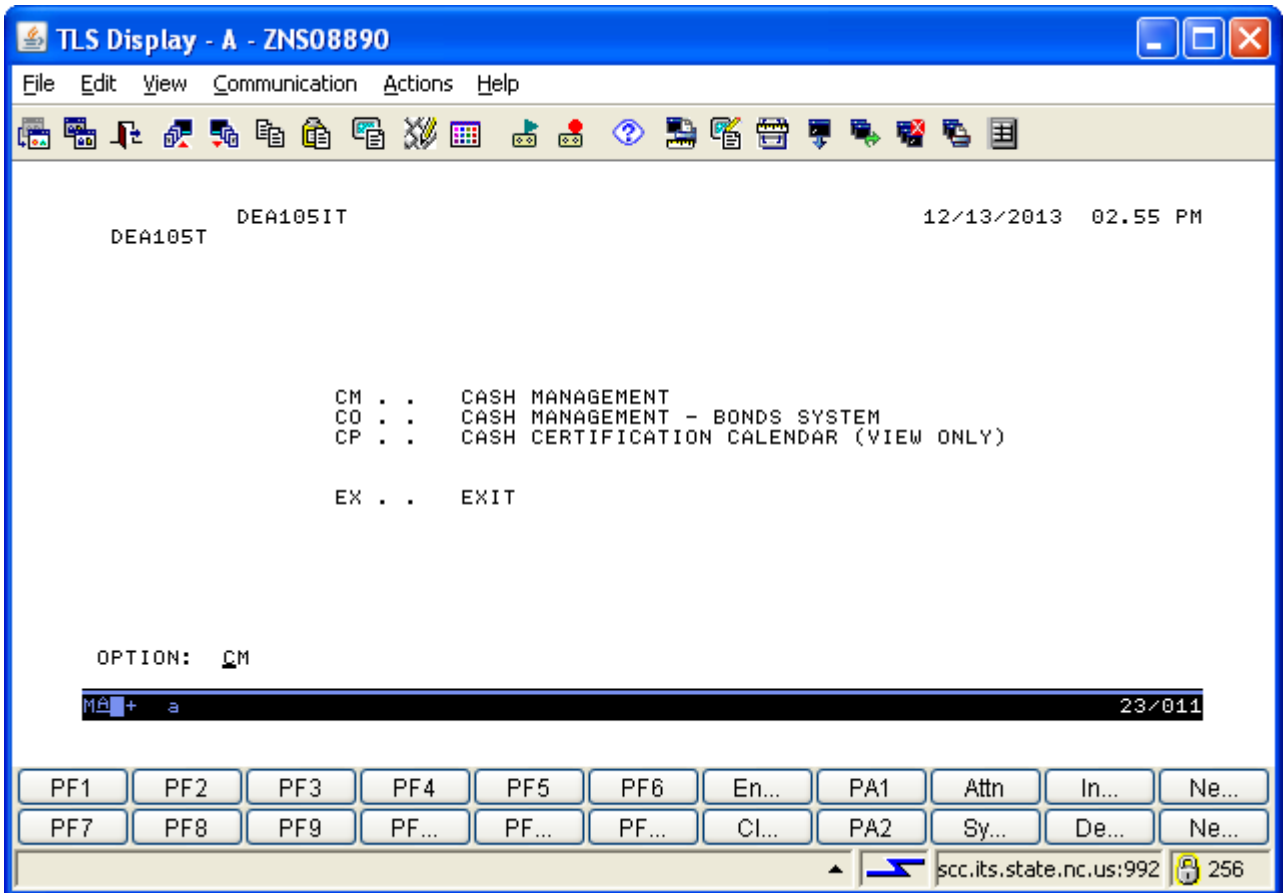 TLS Display - A - ZNS08890
File Edit View Communication Actions Help
DEA105IT 12/13/2013 02.55 PM
DEA105T
CM . . CASH MANAGEMENT
CO . . CASH MANAGEMENT - BONDS SYSTEM
CP . . CASH CERTIFICATION CALENDAR (VIEW ONLY)
EX . . EXIT
OPTION: CM
MA + a 23/011
PF1 PF2 PF3 PF4 PF5 PF6 En... PA1 Attn In... Ne...
PF7 PF8 PF9 PF... PF... PF... Cl... PA2 Sy... De... Ne...
scc.its.state.nc.us:992 256